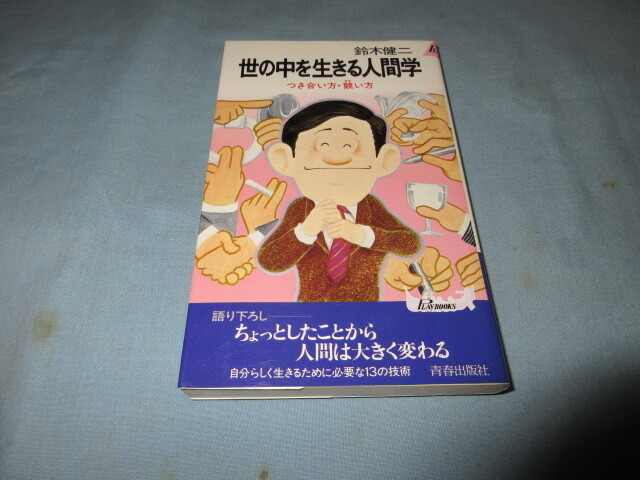 鈴木健二
世の中を生きる人間学
つき合い方・競い方
PLAYBOOKS
語り下ろし
ちょっとしたことから
人間は大きく変わる
自分らしく生きるために必要な13の技術
青春出版社